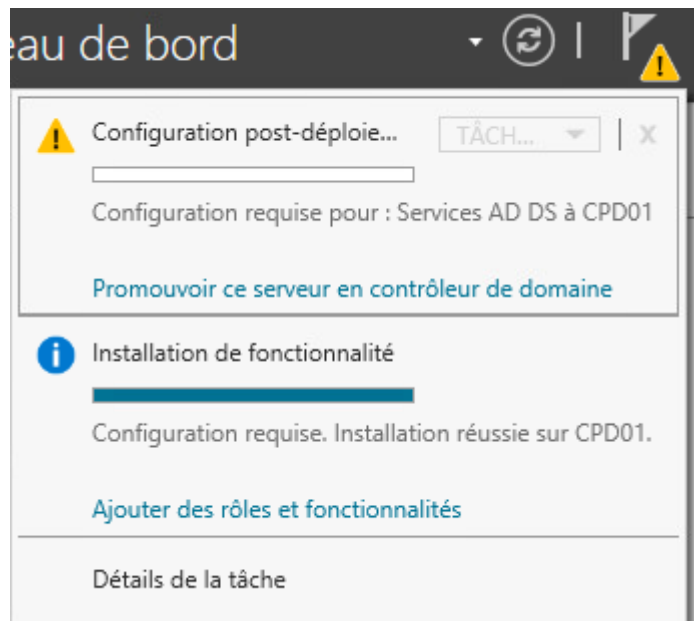 eau de bord
Configuration post-déploie...
TÂCH...
X
Configuration requise pour : Services AD DS à CPD01
Promouvoir ce serveur en contrôleur de domaine
Installation de fonctionnalité
Configuration requise. Installation réussie sur CPD01.
Ajouter des rôles et fonctionnalités
Détails de la tâche